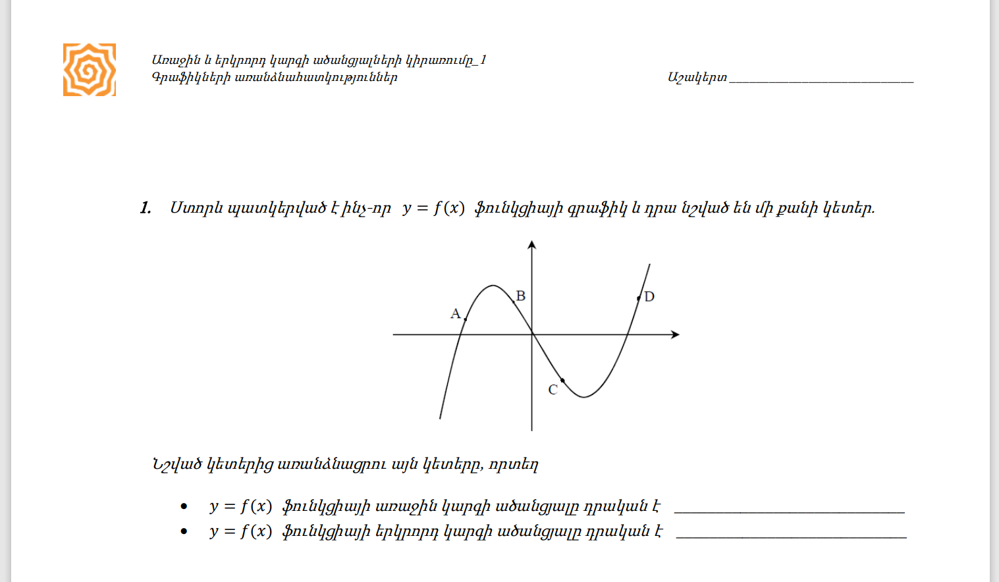 Առաջին և երկրորդ կարգի ածանցյալների կիրառումը_1
Գրաֆիկների առանձնահատկություններ
Աշակերտ ____________________________
1. Ստորև պատկերված է ինչ-որ y = f(x) ֆունկցիայի գրաֆիկ և դրա նշված են մի քանի կետեր.
B
D
A
C
Նշված կետերից առանձնացրու այն կետերը, որտեղ
• y = f(x) ֆունկցիայի առաջին կարգի ածանցյալը դրական է ____________________________
• y = f(x) ֆունկցիայի երկրորդ կարգի ածանցյալը դրական է ____________________________